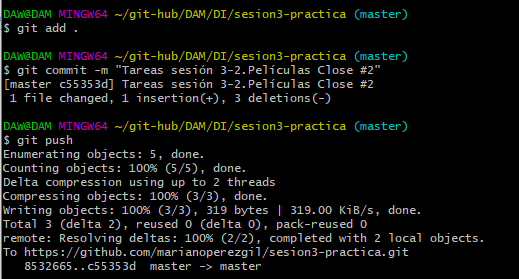 DAW@DAM MINGW64 ~/git-hub/DAM/DI/sesion3-practica (master)
$ git add .
DAW@DAM MINGW64 ~/git-hub/DAM/DI/sesion3-practica (master)
$ git commit -m "Tareas sesión 3-2.Películas Close #2"
[master c55353d] Tareas sesión 3-2.Películas Close #2
1 file changed, 1 insertion(+), 3 deletions(-)
DAW@DAM MINGW64 ~/git-hub/DAM/DI/sesion3-practica (master)
$ git push
Enumerating objects: 5, done.
Counting objects: 100% (5/5), done.
Delta compression using up to 2 threads
Compressing objects: 100% (3/3), done.
Writing objects: 100% (3/3), 319 bytes | 319.00 KiB/s, done.
Total 3 (delta 2), reused 0 (delta 0), pack-reused 0
remote: Resolving deltas: 100% (2/2), completed with 2 local objects.
To https://github.com/marianoperezgil/sesion3-practica.git
8532665..c55353d  master -> master